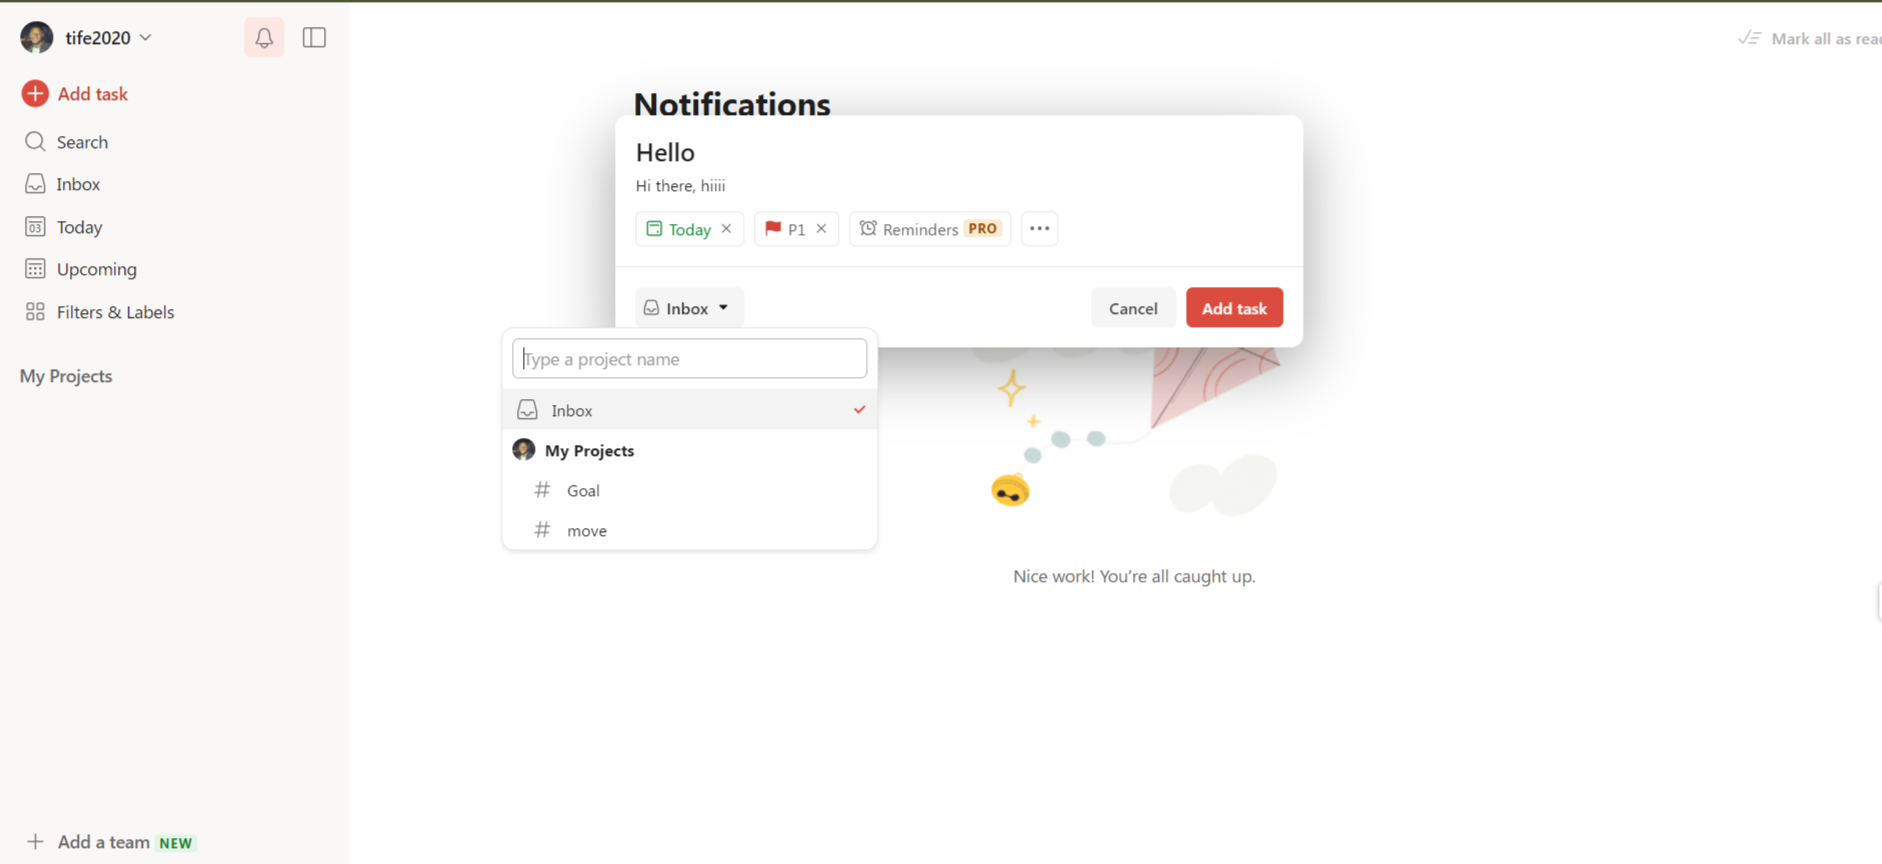 tife2020
Add task
Search
Inbox
03
Today
Upcoming
Filters & Labels
My Projects
Add a team NEW
Mark all as
Notifications
Hello
Hi there, hiiii
Today
P1
Reminders PRO
Inbox
Cancel
Add task
Type a project name
Inbox
My Projects
# Goal
# move
Nice work! You’re all caught up.